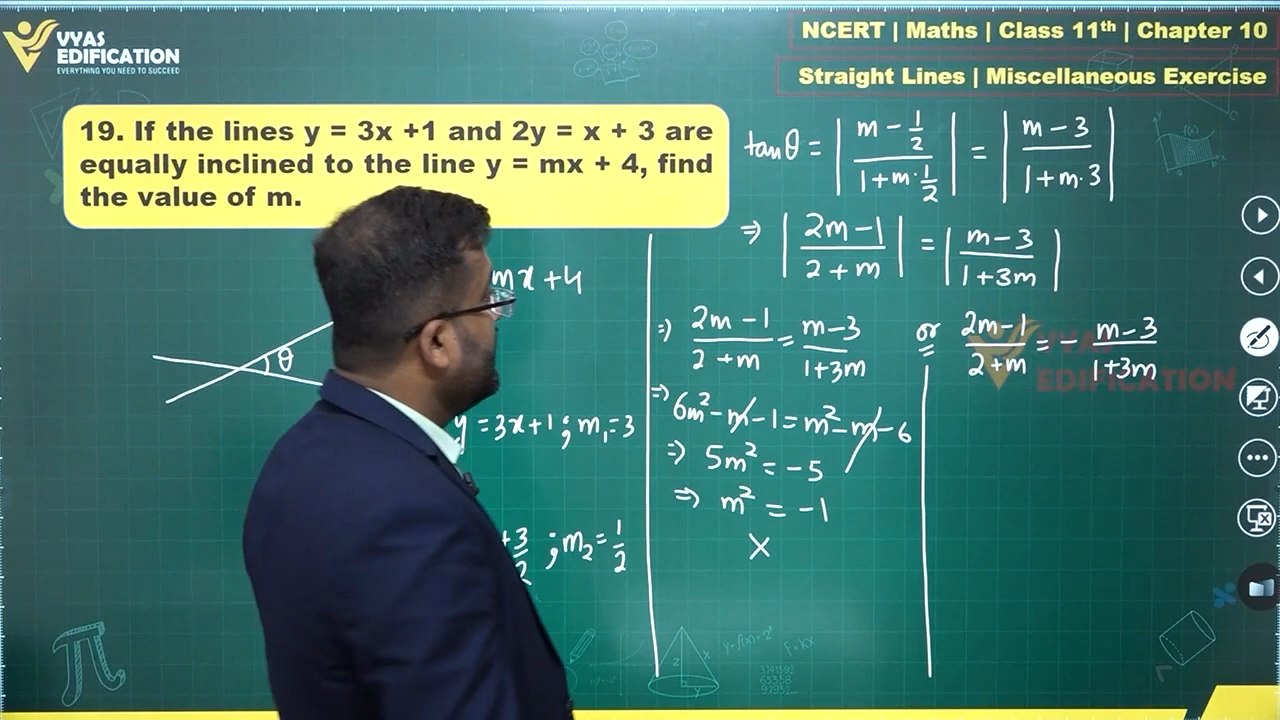 VYAS
EDIFICATION
EVERYTHING YOU NEED TO SUCCEED
NCERT | Maths | Class 11th | Chapter 10
Straight Lines | Miscellaneous Exercise
19. If the lines y = 3x +1 and 2y = x + 3 are
equally inclined to the line y = mx + 4, find
the value of m.
mx + 4
θ
y = 3x+1 ; m₁ = 3
+ 3/2 ; m₂ = 1/2
tanθ = | (m - 1/2) / (1 + m·1/2) | = | (m - 3) / (1 + m·3) |
⇒ | (2m - 1) / (2 + m) | = | (m - 3) / (1 + 3m) |
⇒ (2m - 1) / (2 + m) = (m - 3) / (1 + 3m) or (2m - 1) / (2 + m) = - (m - 3) / (1 + 3m)
VYAS
EDIFICATION
⇒ 6m² - m - 1 = m² - m - 6
⇒ 5m² = -5
⇒ m² = -1
×